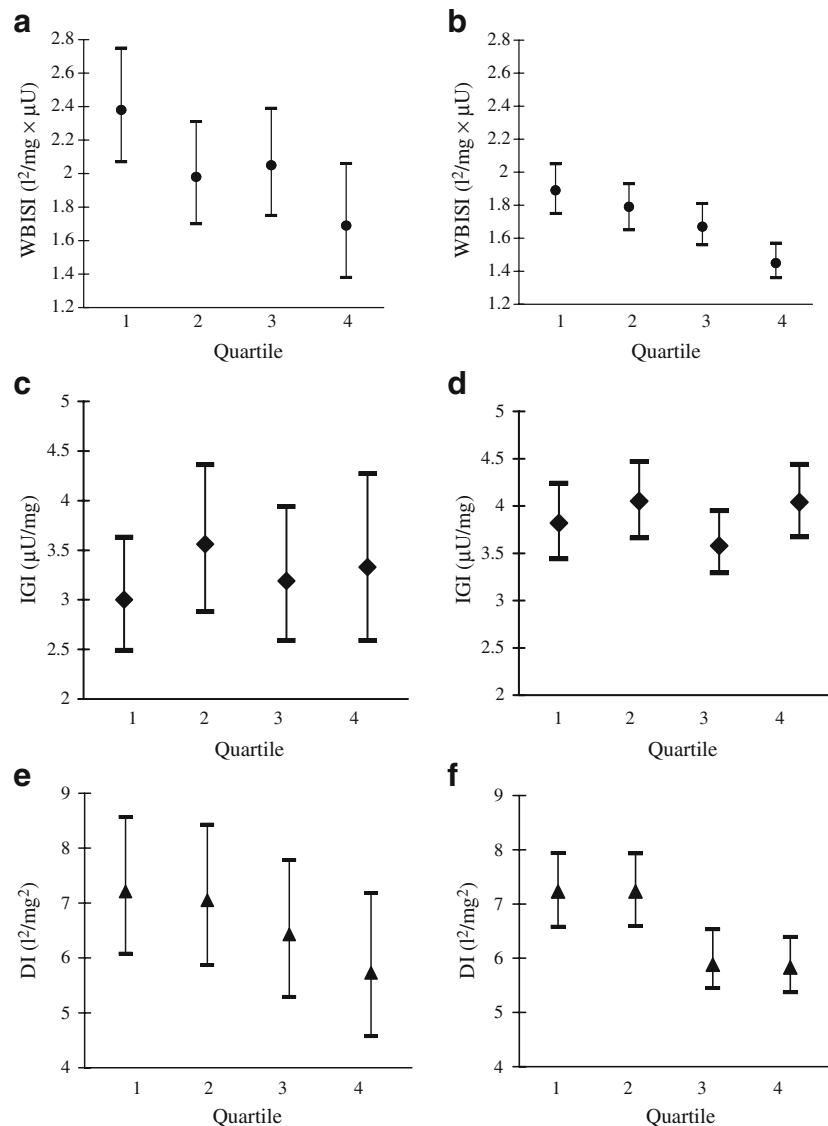 a
WBISI (l²/mg × µU)
2.8
2.6
2.4
2.2
2
1.8
1.6
1.4
1.2
1 2 3 4
Quartile
b
WBISI (l²/mg × µU)
2.8
2.6
2.4
2.2
2
1.8
1.6
1.4
1.2
1 2 3 4
Quartile
c
IGI (µU/mg)
5
4.5
4
3.5
3
2.5
2
1 2 3 4
Quartile
d
IGI (µU/mg)
5
4.5
4
3.5
3
2.5
2
1 2 3 4
Quartile
e
DI (l²/mg²)
9
8
7
6
5
4
1 2 3 4
Quartile
f
DI (l²/mg²)
9
8
7
6
5
4
1 2 3 4
Quartile